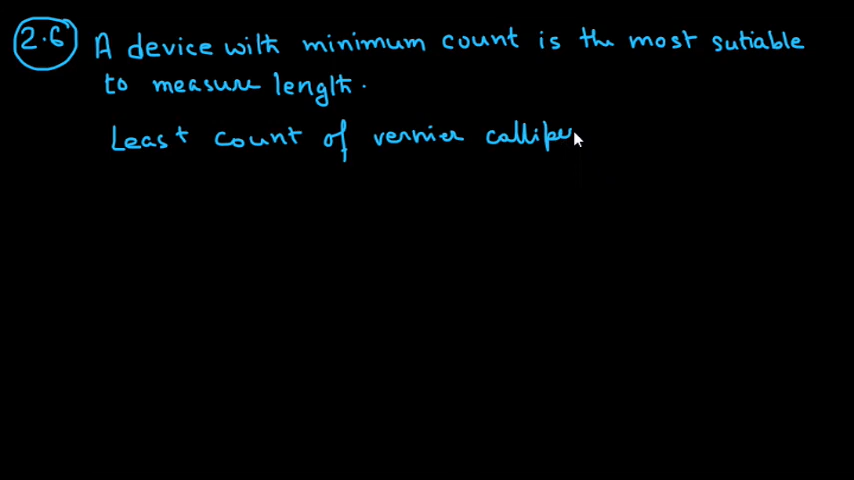 2.6 A device with minimum count is the most sutiable
to measure length.
Least count of vernier calliper